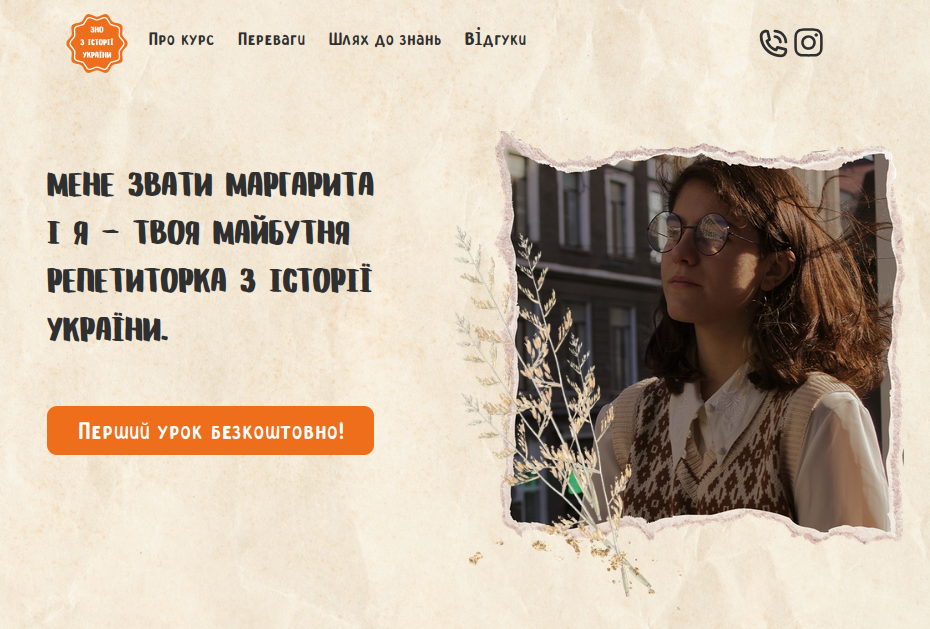 ЗНО
З ІСТОРІЇ
УКРАЇНИ
Про курс Переваги Шлях до знань Відгуки
МЕНЕ ЗВАТИ МАРГАРИТА
І Я – ТВОЯ МАЙБУТНЯ
РЕПЕТИТОРКА З ІСТОРІЇ
УКРАЇНИ.
Перший урок безкоштовно!